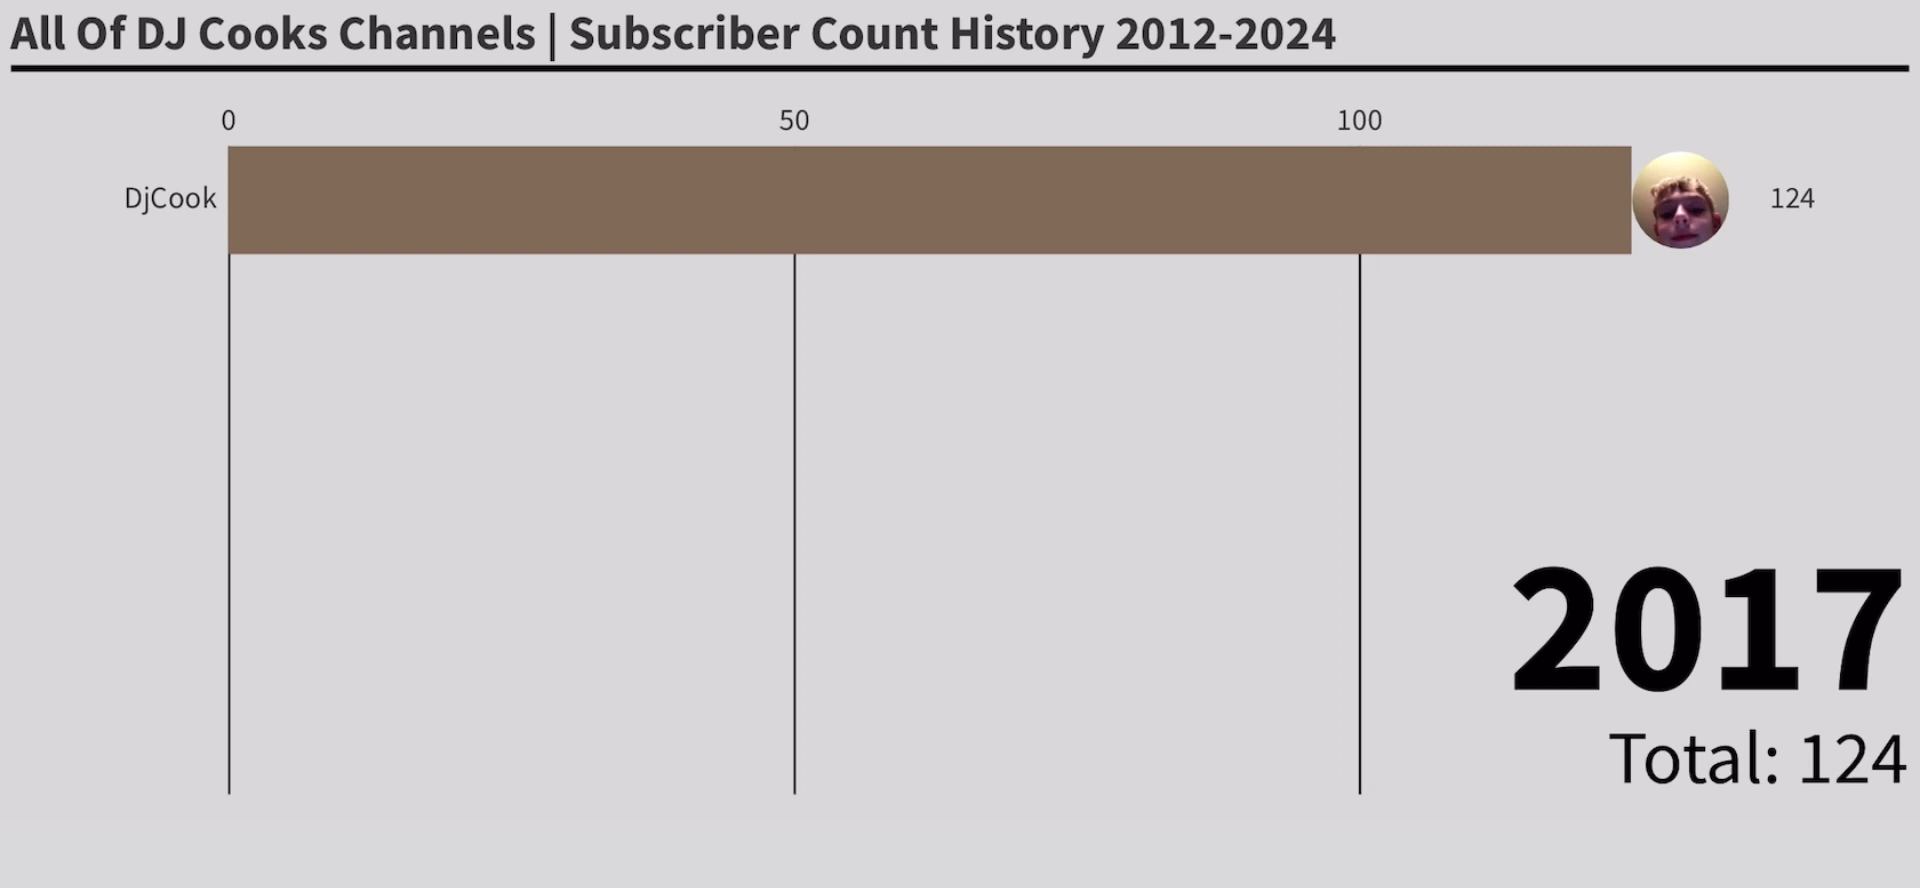 All Of DJ Cooks Channels | Subscriber Count History 2012-2024
0 50 100
DjCook 124
2017
Total: 124